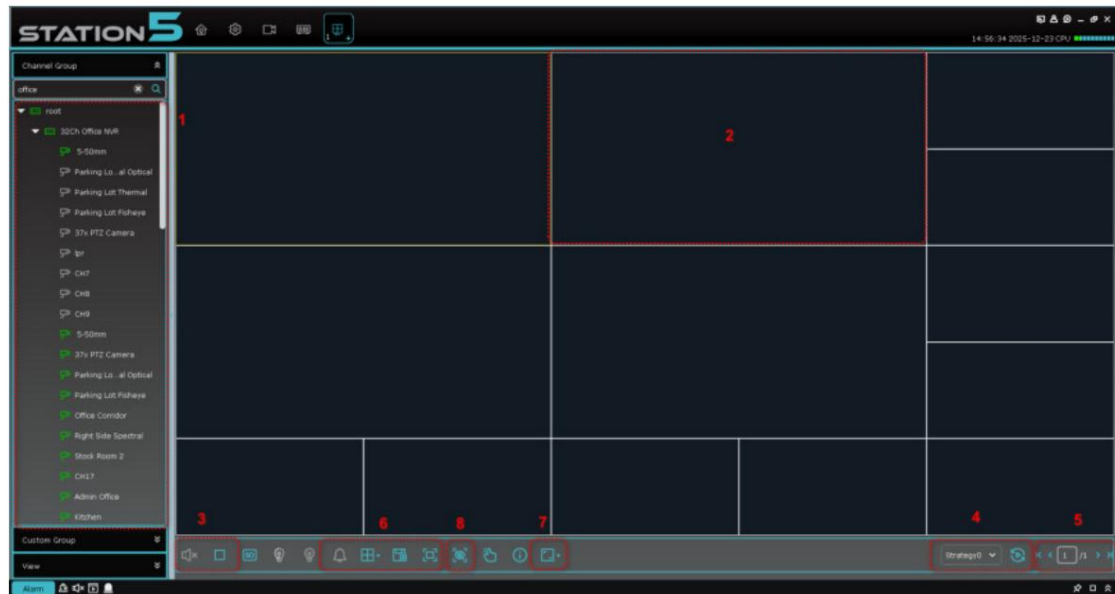 STATION5
1
14:56:34 2025-12-23 CPU
Channel Group
office
root
32Ch Office NVR
5-50mm
Parking Lo...al Optical
Parking Lot Thermal
Parking Lot Fisheye
37x PTZ Camera
lpr
CH7
CH8
CH9
5-50mm
37x PTZ Camera
Parking Lo...al Optical
Parking Lot Fisheye
Office Corridor
Right Side Spectral
Stock Room 2
CH17
Admin Office
Kitchen
Custom Group
View
1
2
3
6
8
7
4
5
Strategy0
1 /1
Alarm